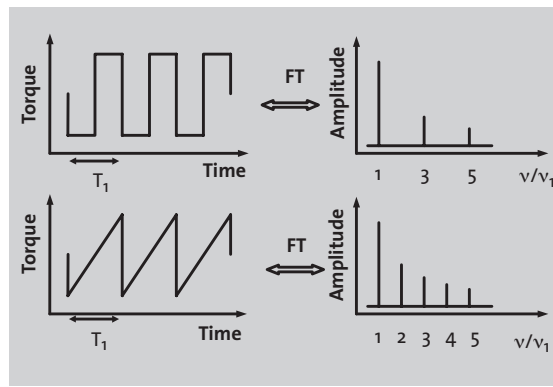 Torque
T₁
Time
FT
Amplitude
1 3 5 ν/ν₁
Torque
T₁
Time
FT
Amplitude
1 2 3 4 5 ν/ν₁